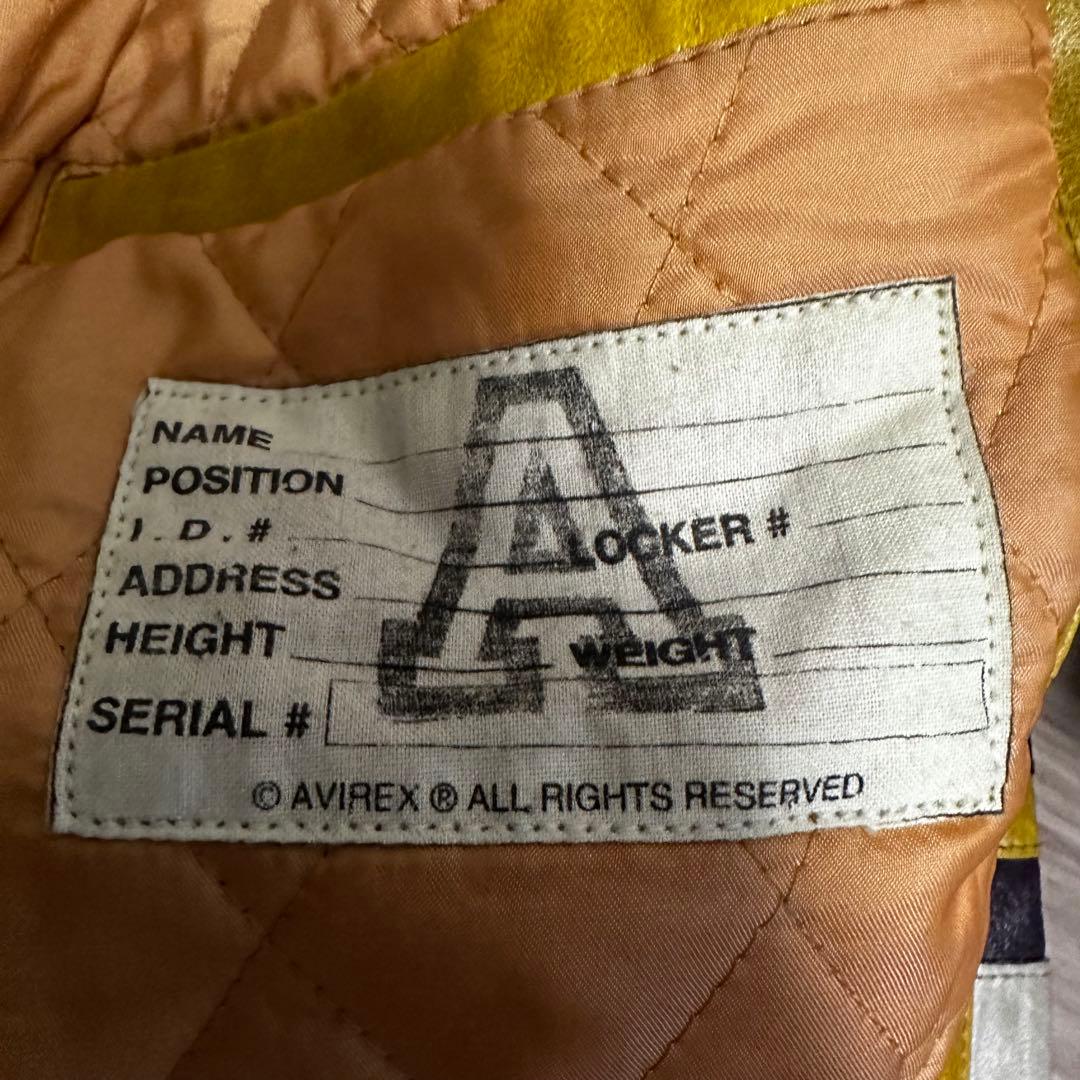 A
NAME
POSITION
I.D.# LOCKER #
ADDRESS
HEIGHT WEIGHT
SERIAL #
© AVIREX ® ALL RIGHTS RESERVED